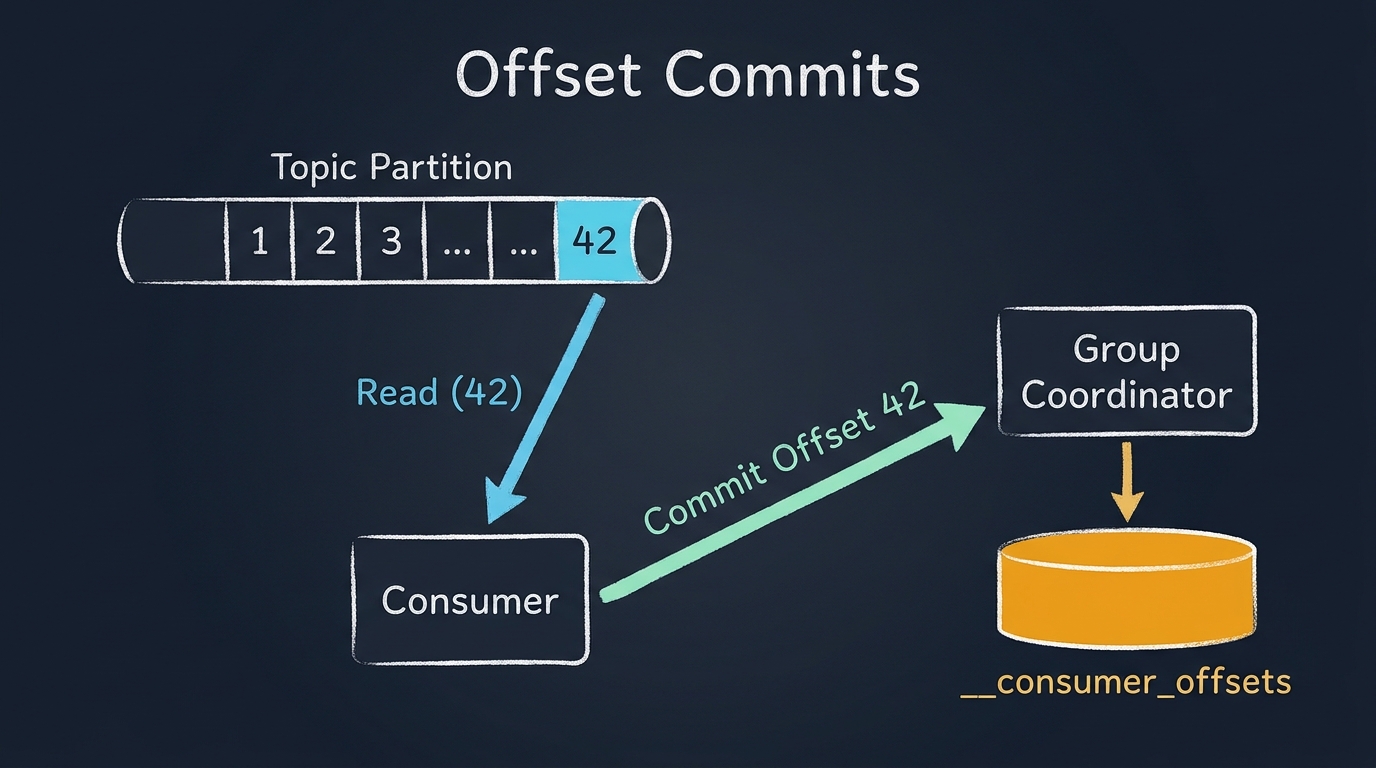 Offset Commits
Topic Partition
1 2 3 ... ... 42
Read (42)
Commit Offset 42
Group
Coordinator
Consumer
__consumer_offsets